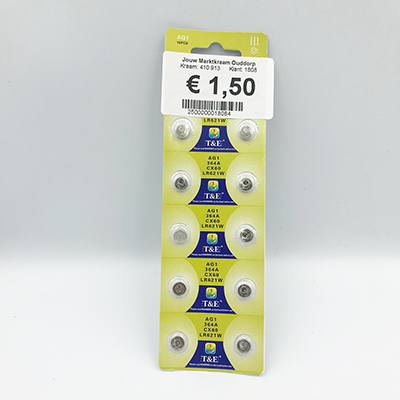 AG1
10PCS
Jouw Marktkraam Ouddorp
Kraam: 410 913 Klant: 1808
€ 1,50
2500000018084
LR621W
T&E
AG1
364A
CX60
LR621W
T&E
AG1
364A
CX60
LR621W
T&E
AG1
364A
CX60
LR621W
T&E
AG1
364A
CX60
LR621W
T&E